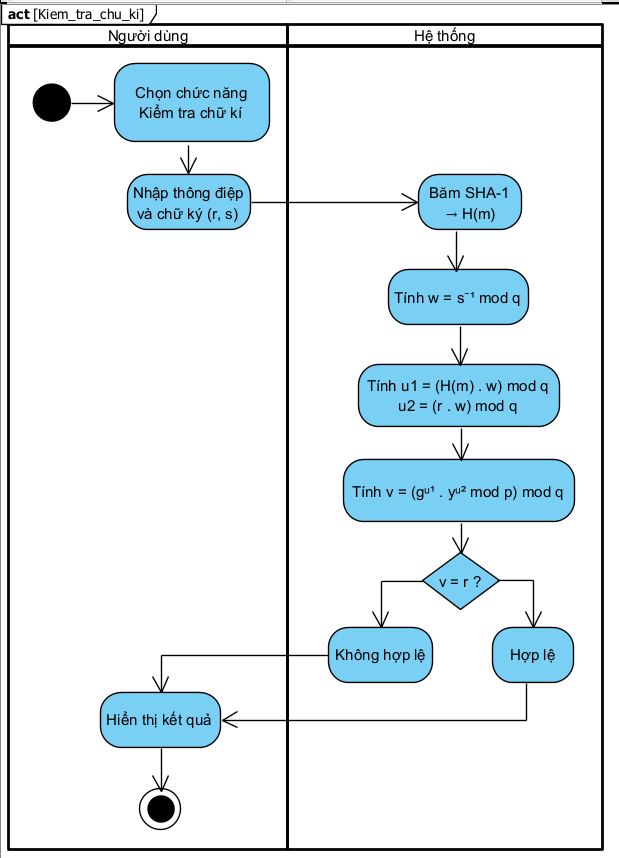 act [Kiem_tra_chu_ki]
Người dùng
Hệ thống
Chọn chức năng
Kiểm tra chữ kí
Nhập thông điệp
và chữ ký (r, s)
Băm SHA-1
→ H(m)
Tính w = s⁻¹ mod q
Tính u1 = (H(m) . w) mod q
u2 = (r . w) mod q
Tính v = (gᵘ¹ . yᵘ² mod p) mod q
v = r ?
Không hợp lệ
Hợp lệ
Hiển thị kết quả